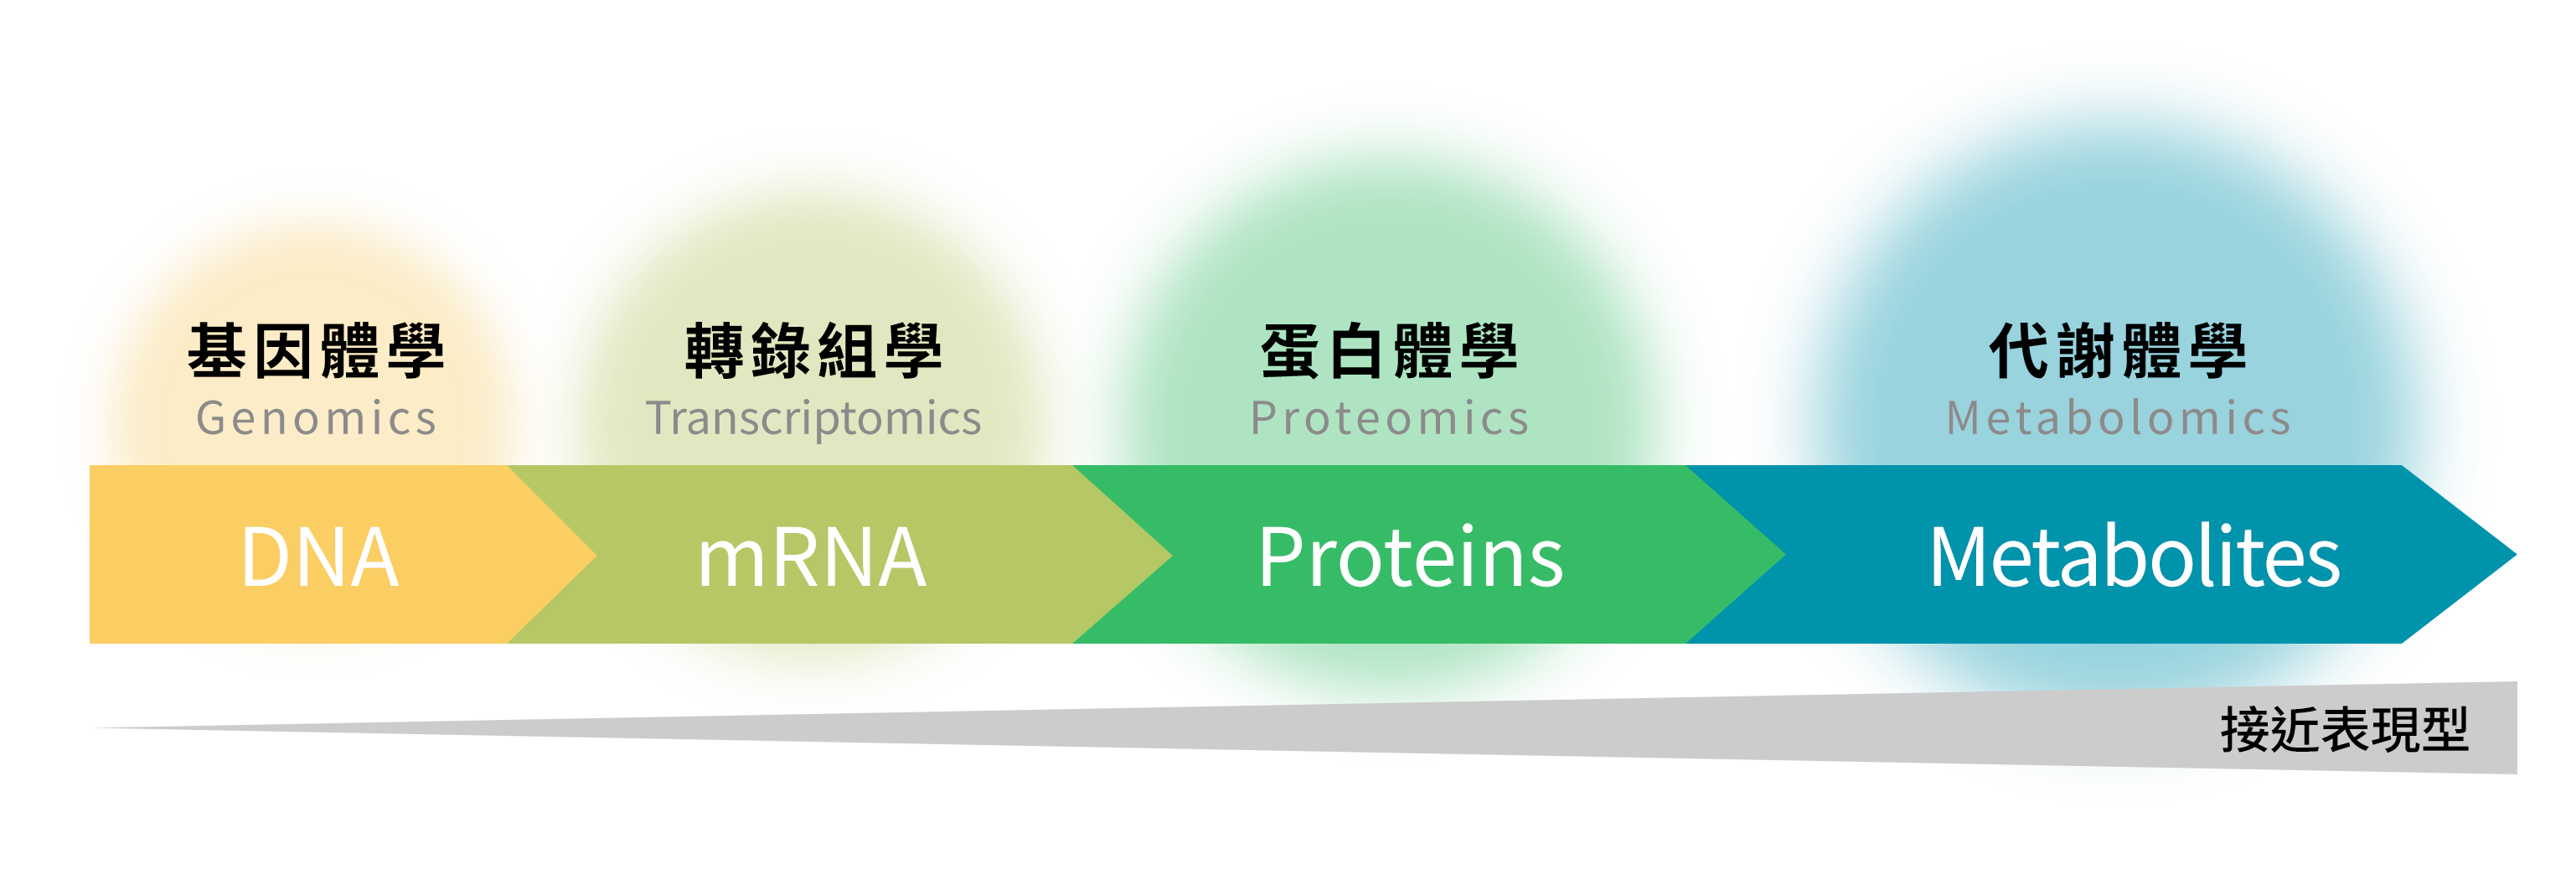 基因體學
Genomics
轉錄組學
Transcriptomics
蛋白體學
Proteomics
代謝體學
Metabolomics
DNA
mRNA
Proteins
Metabolites
接近表現型